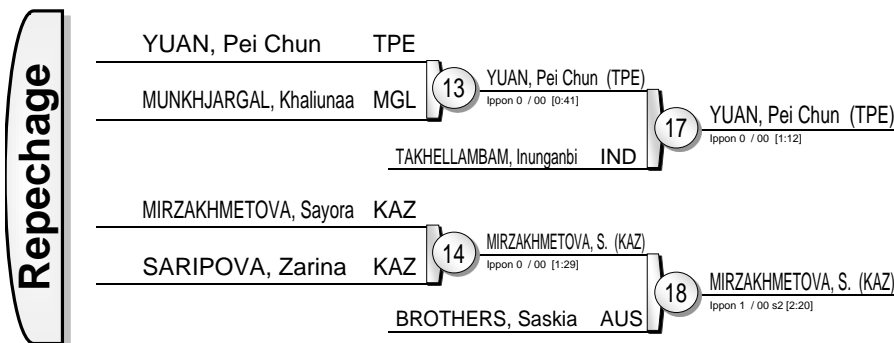 Repechage
YUAN, Pei Chun TPE
MUNKHJARGAL, Khaliunaa MGL
13
YUAN, Pei Chun (TPE)
Ippon 0 / 00 [0:41]
TAKHELLAMBAM, Inunganbi IND
17
YUAN, Pei Chun (TPE)
Ippon 0 / 00 [1:12]
MIRZAKHMETOVA, Sayora KAZ
SARIPOVA, Zarina KAZ
14
MIRZAKHMETOVA, S. (KAZ)
Ippon 0 / 00 [1:29]
BROTHERS, Saskia AUS
18
MIRZAKHMETOVA, S. (KAZ)
Ippon 1 / 00 s2 [2:20]